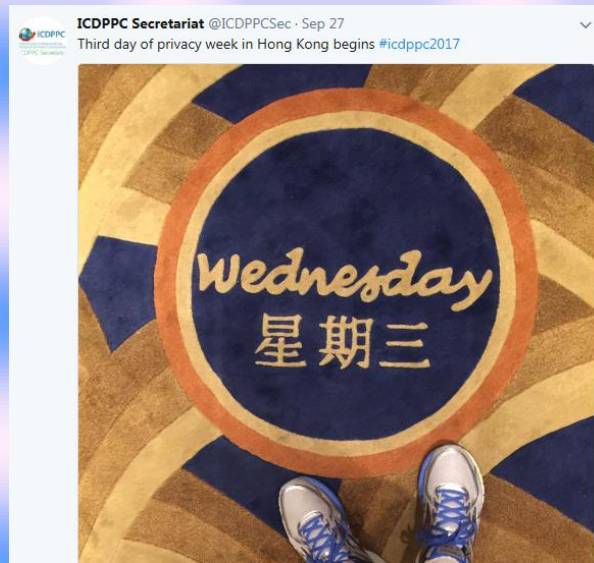 ICDPPC Secretariat @ICDPPCSec · Sep 27
Third day of privacy week in Hong Kong begins #icdppc2017
ICDPPC
Wednesday
星期三